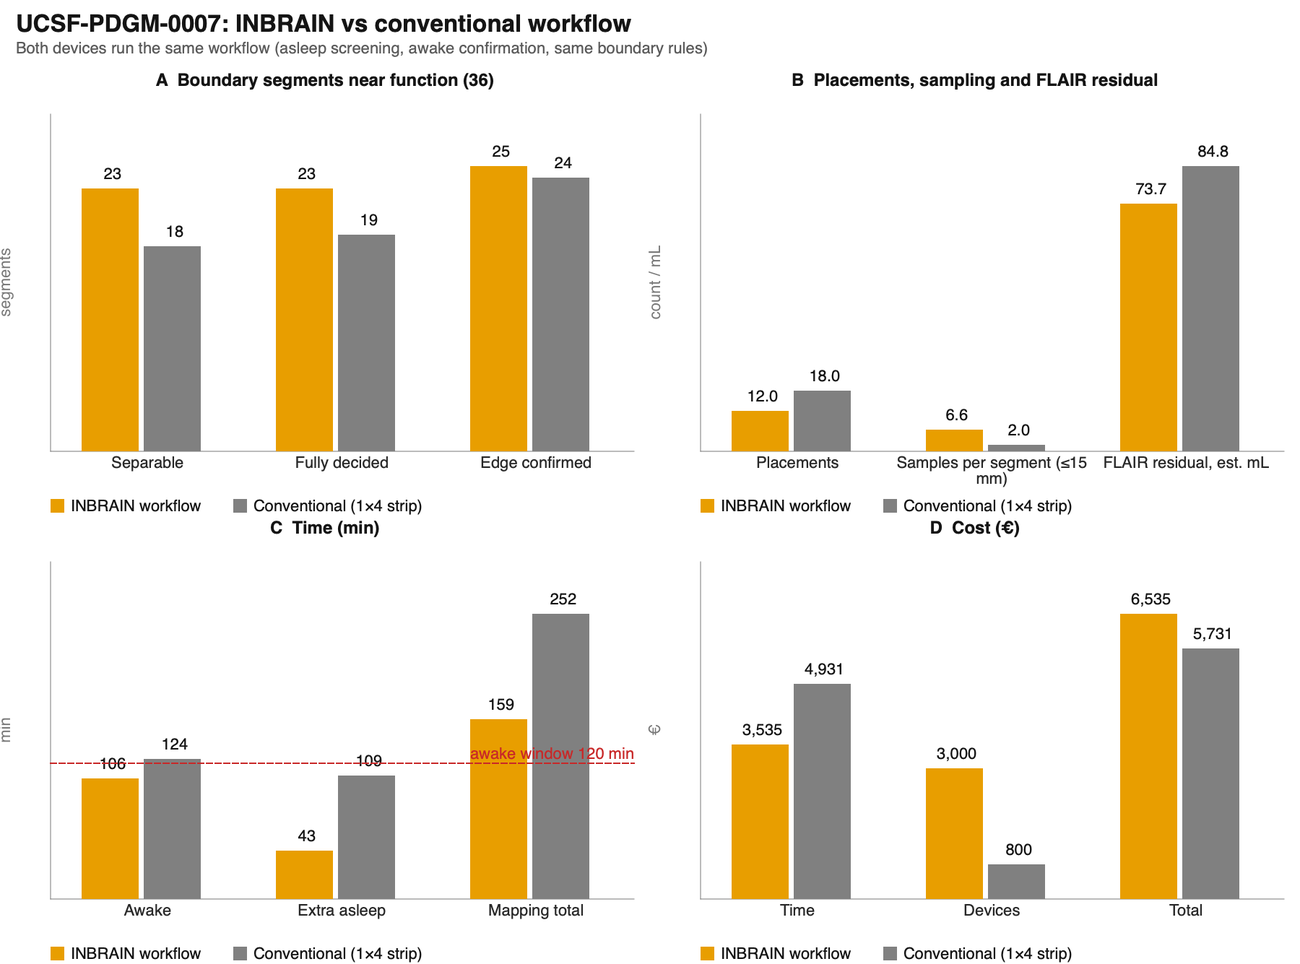 UCSF-PDGM-0007: INBRAIN vs conventional workflow
Both devices run the same workflow (asleep screening, awake confirmation, same boundary rules)
A Boundary segments near function (36)
segments
23
18
23
19
25
24
Separable
Fully decided
Edge confirmed
INBRAIN workflow
Conventional (1×4 strip)
B Placements, sampling and FLAIR residual
count / mL
12.0
18.0
6.6
2.0
73.7
84.8
Placements
Samples per segment (≤15
mm)
FLAIR residual, est. mL
INBRAIN workflow
Conventional (1×4 strip)
C Time (min)
min
106
124
43
109
159
252
awake window 120 min
Awake
Extra asleep
Mapping total
INBRAIN workflow
Conventional (1×4 strip)
D Cost (€)
€
3,535
4,931
3,000
800
6,535
5,731
Time
Devices
Total
INBRAIN workflow
Conventional (1×4 strip)